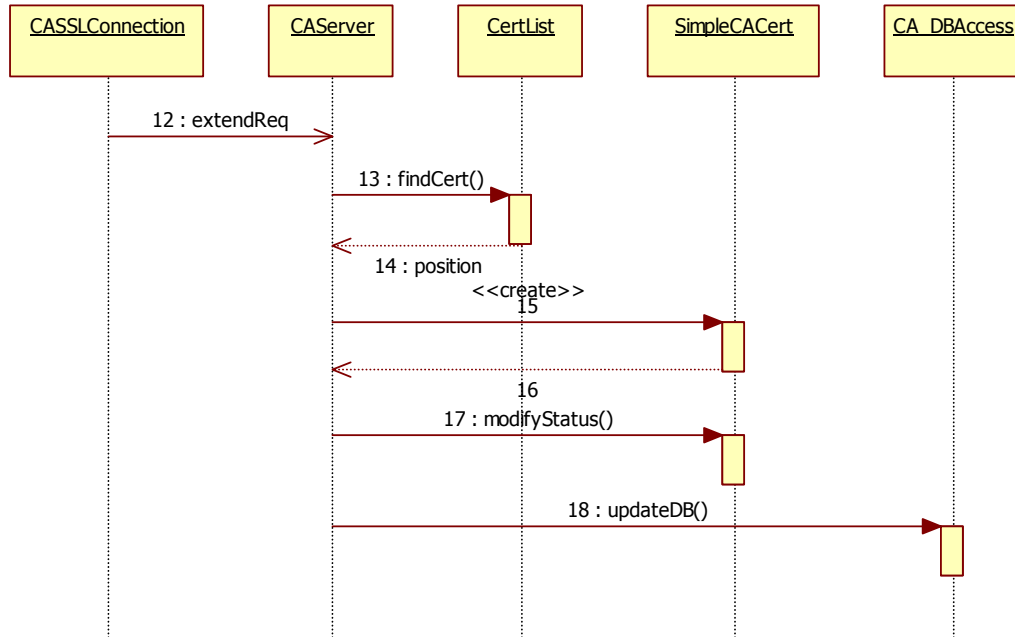 CASSLConnection
CAServer
CertList
SimpleCACert
CA_DBAccess
12 : extendReq
13 : findCert()
14 : position
<<create>>
15
16
17 : modifyStatus()
18 : updateDB()